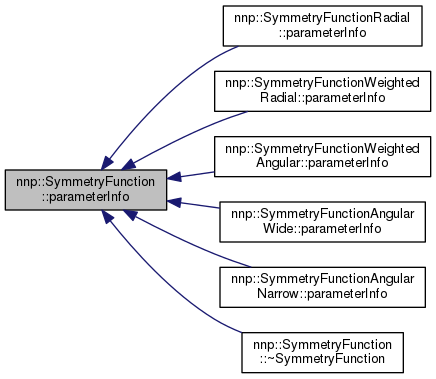 nnp::SymmetryFunctionRadial
::parameterInfo
nnp::SymmetryFunctionWeighted
Radial::parameterInfo
nnp::SymmetryFunctionWeighted
Angular::parameterInfo
nnp::SymmetryFunction
::parameterInfo
nnp::SymmetryFunctionAngular
Wide::parameterInfo
nnp::SymmetryFunctionAngular
Narrow::parameterInfo
nnp::SymmetryFunction
::~SymmetryFunction